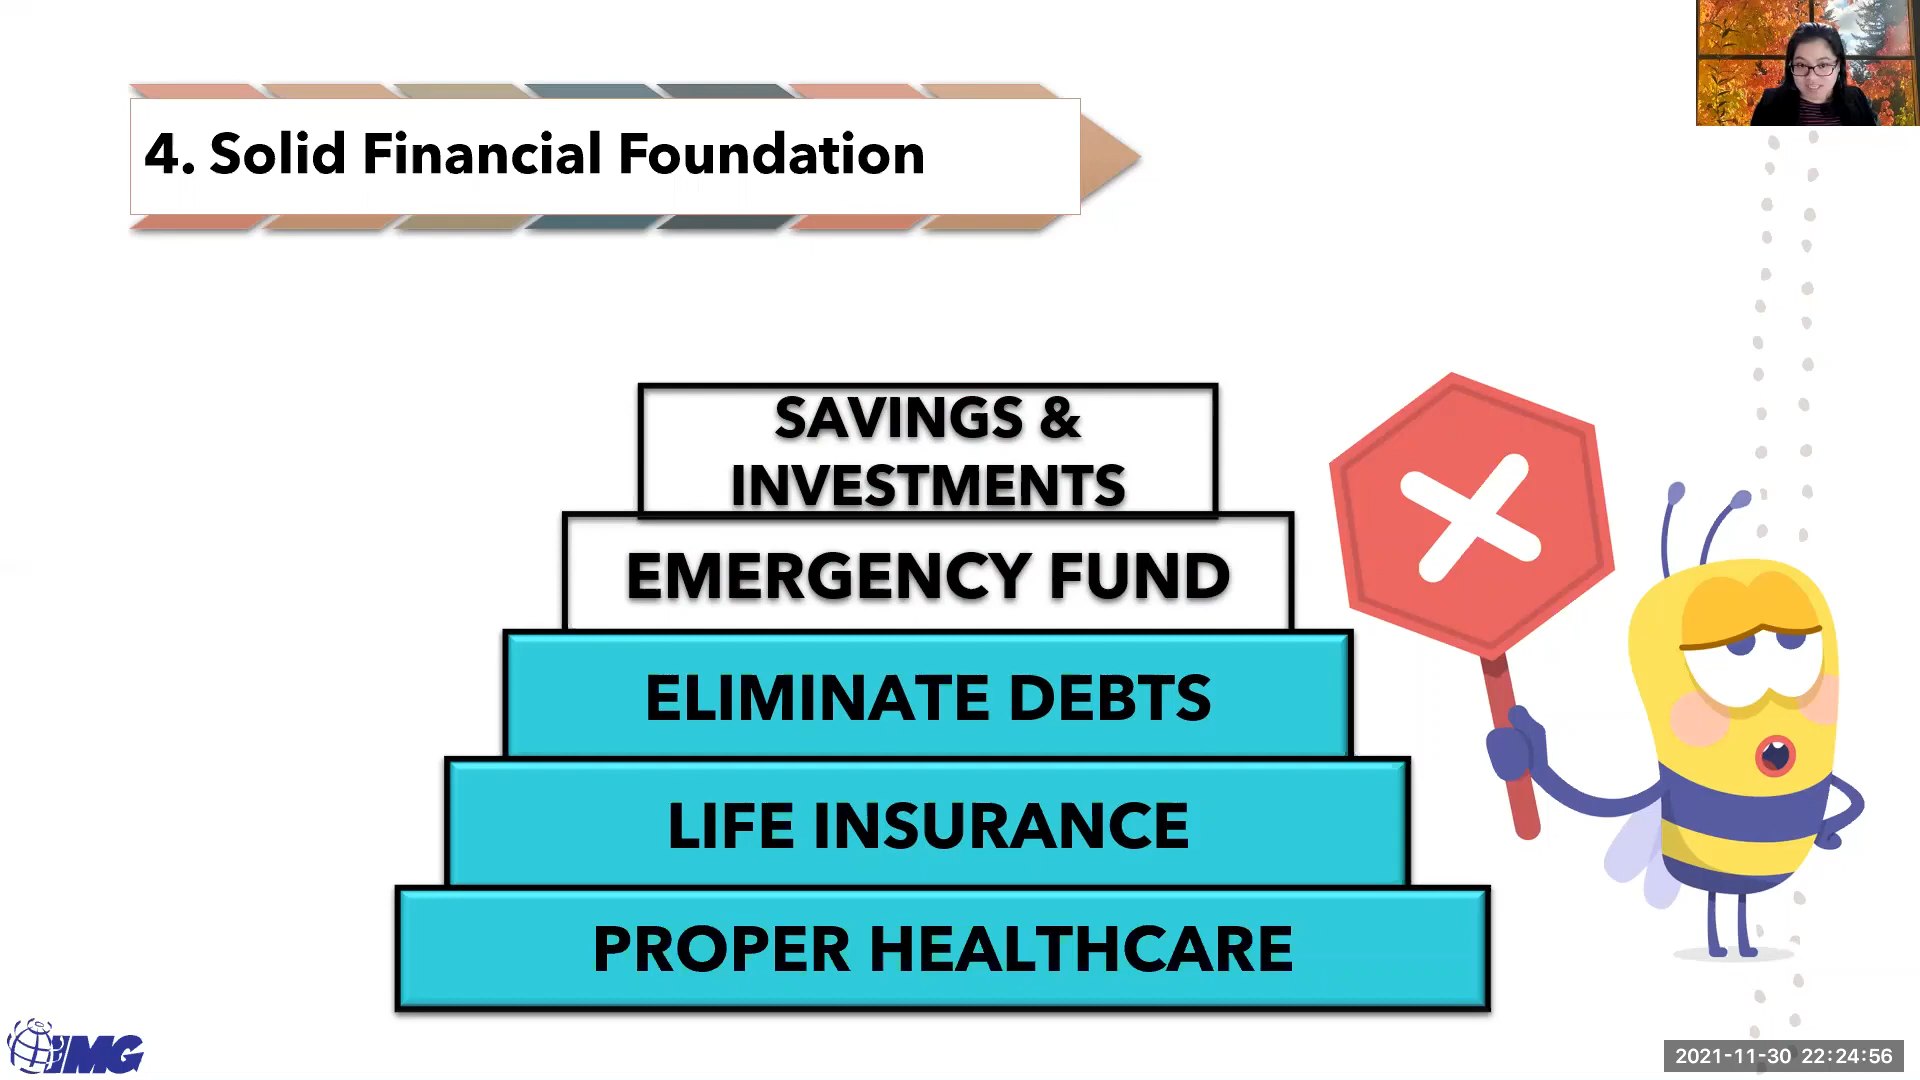 4. Solid Financial Foundation
SAVINGS &
INVESTMENTS
EMERGENCY FUND
ELIMINATE DEBTS
LIFE INSURANCE
PROPER HEALTHCARE
IMG
2021-11-30 22:24:56